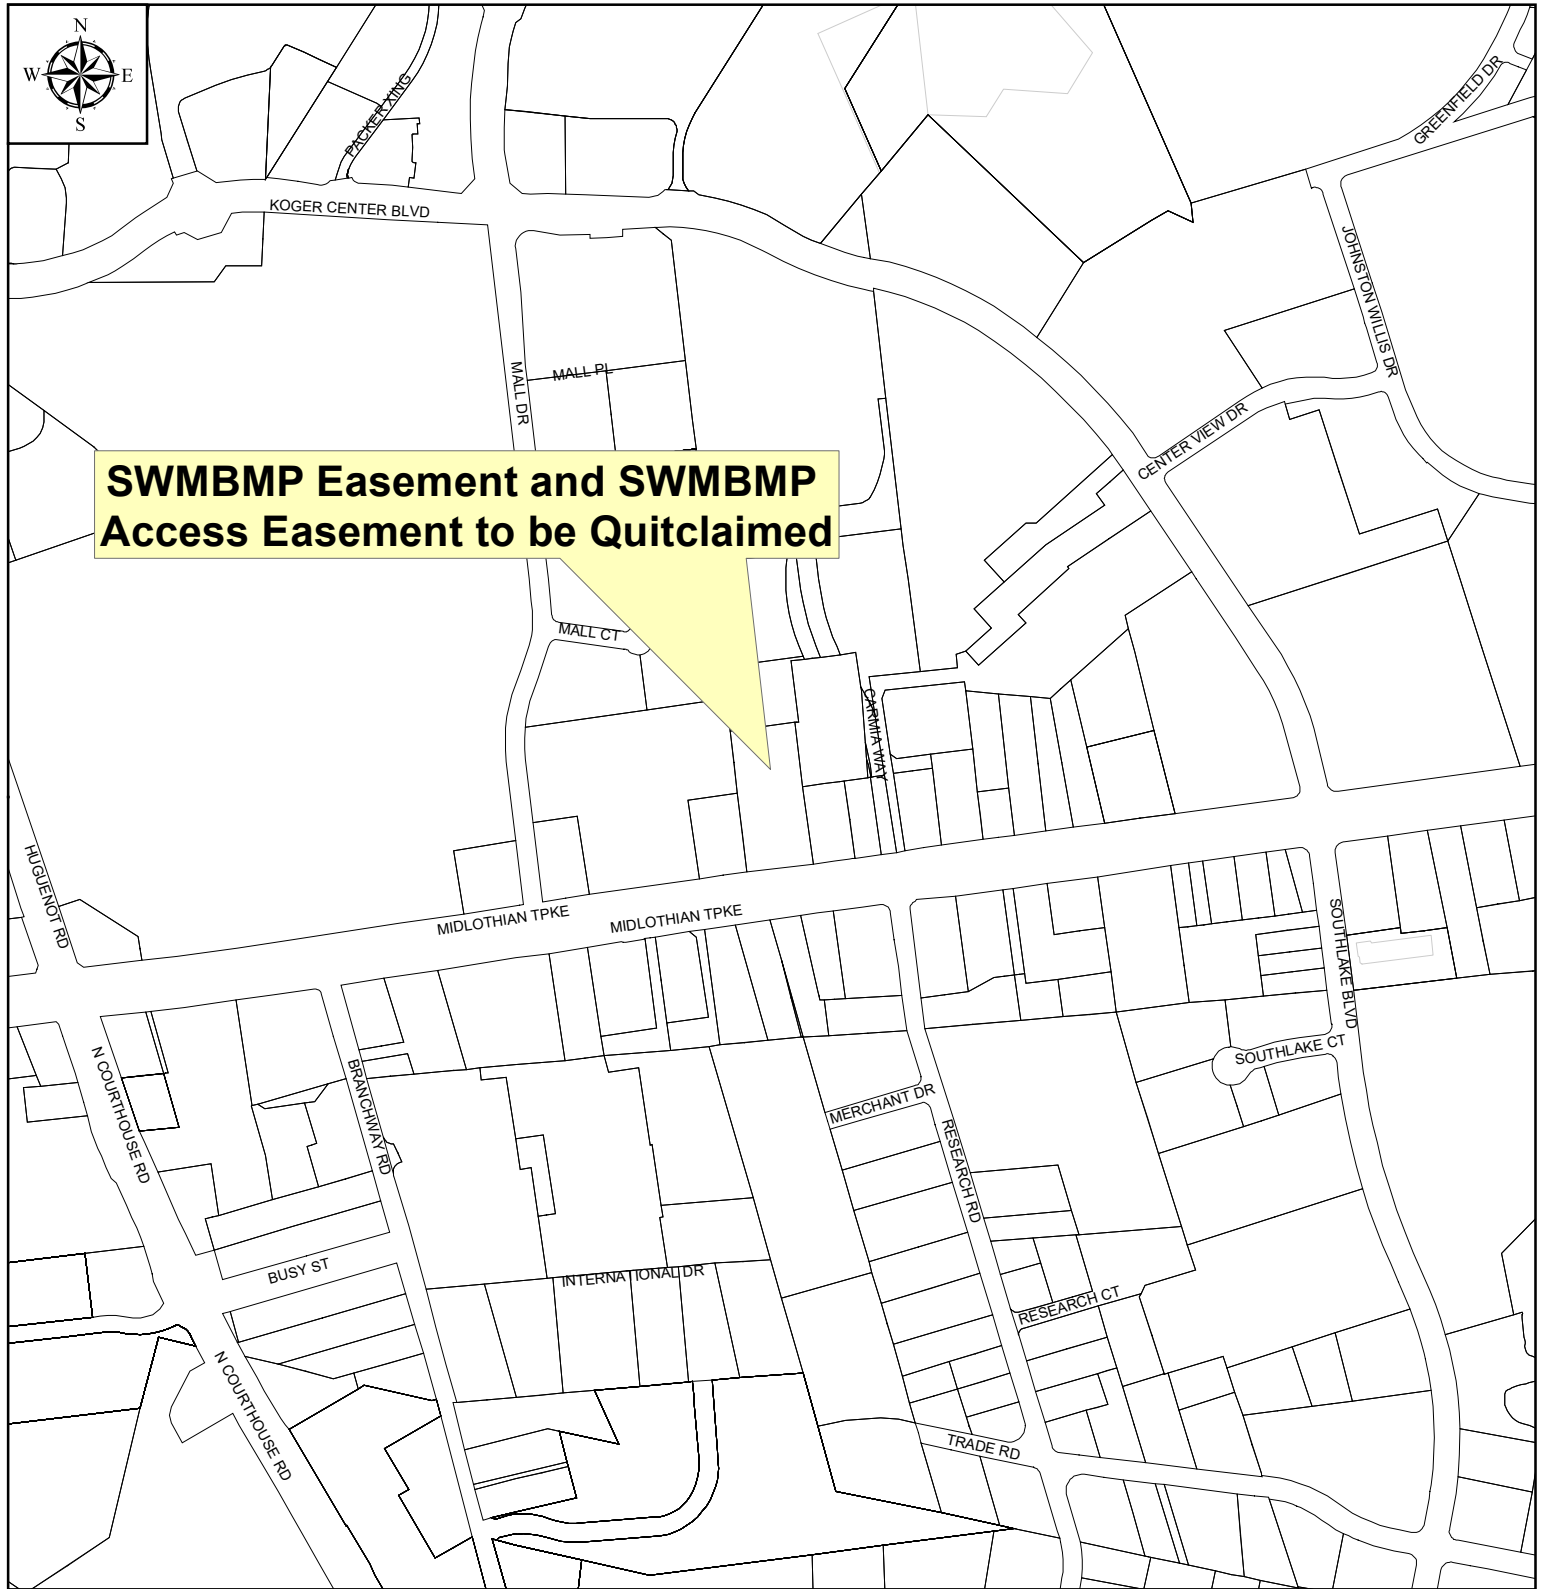 N
W E
S
PACKER XING
GREENFIELD DR
KOGER CENTER BLVD
JOHNSTON WILLIS DR
MALL PL
MALL DR
CENTER VIEW DR
SWMBMP Easement and SWMBMP
Access Easement to be Quitclaimed
MALL CT
CARMIA WAY
HUGUENOT RD
MIDLOTHIAN TPKE
MIDLOTHIAN TPKE
SOUTHLAKE BLVD
SOUTHLAKE CT
N COURTHOUSE RD
BRANCHWAY RD
MERCHANT DR
RESEARCH RD
BUSY ST
INTERNATIONAL DR
RESEARCH CT
N COURTHOUSE RD
TRADE RD